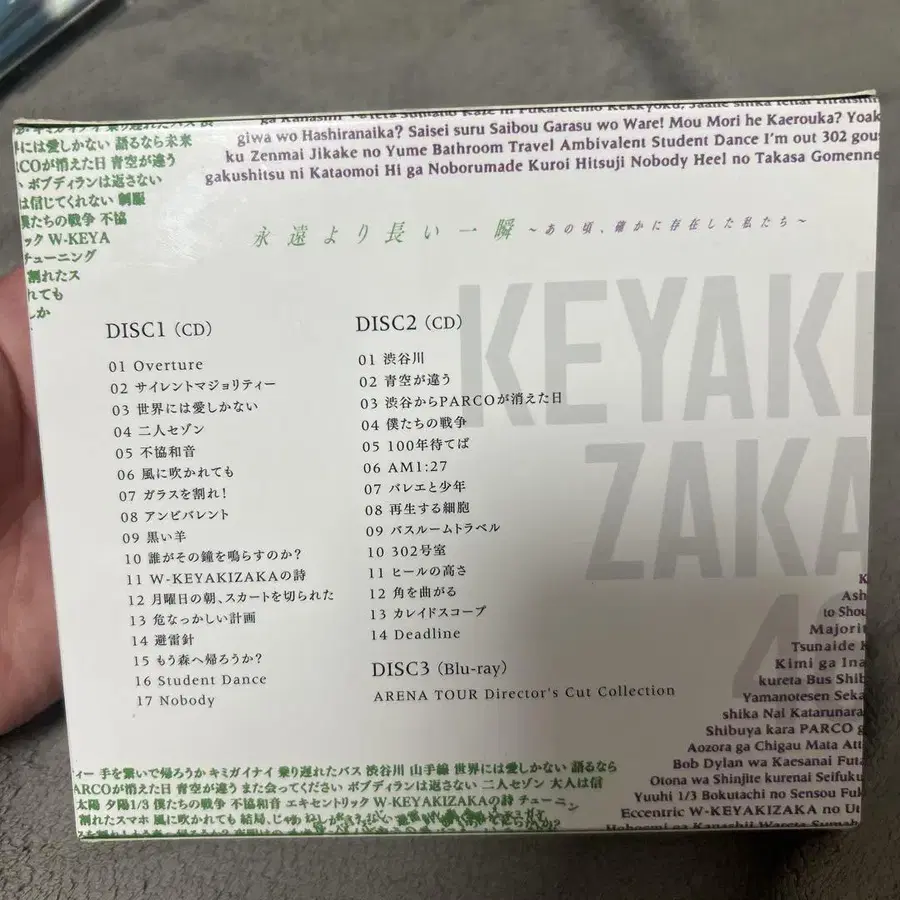 giwa wo Hashiranaika? Saisei suru Saibou Garasu wo Ware! Mou Mori he Kaerouka? Yoak
ku Zenmai Jikake no Yume Bathroom Travel Ambivalent Student Dance I'm out 302 gou
gakushitsu ni Kataomoi Hi ga Noborumade Kuroi Hitsuji Nobody Heel no Takasa Gomenne
には愛しかない 語るなら未来
RCOが消えた日 青空が違う
ボブディランは返さない
は信じてくれない 制服
僕たちの戦争 不協
ック W-KEYA
チューニング
割れたス
れても
しか
永遠より長い一瞬 ~あの頃、確かに存在した私たち~
KEYAKI
ZAKA
4
DISC1 (CD)
01 Overture
02 サイレントマジョリティー
03 世界には愛しかない
04 二人セゾン
05 不協和音
06 風に吹かれても
07 ガラスを割れ!
08 アンビバレント
09 黒い羊
10 誰がその鐘を鳴らすのか?
11 W-KEYAKIZAKAの詩
12 月曜日の朝、スカートを切られた
13 危なっかしい計画
14 避雷針
15 もう森へ帰ろうか?
16 Student Dance
17 Nobody
DISC2 (CD)
01 渋谷川
02 青空が違う
03 渋谷からPARCOが消えた日
04 僕たちの戦争
05 100年待てば
06 AM1:27
07 バレエと少年
08 再生する細胞
09 バスルームトラベル
10 302号室
11 ヒールの高さ
12 角を曲がる
13 カレイドスコープ
14 Deadline
DISC3 (Blu-ray)
ARENA TOUR Director's Cut Collection
K
Ash
to Shou
Majorit
Tsunaide K
Kimi ga Ina
kureta Bus Shib
Yamanotesen Seka
shika Nai Katarunara
Shibuya kara PARCO g
Aozora ga Chigau Mata Att
Bob Dylan wa Kaesanai Futa
Otona wa Shinjite kurenai Seifuku
Yuuhi 1/3 Bokutachi no Sensou Fuk
Eccentric W-KEYAKIZAKA no Ut
ィー 手を繋いで帰ろうか キミガイナイ 乗り遅れたバス 渋谷川 山手線 世界には愛しかない 語るなら
ARCOが消えた日 青空が違う また会ってください ボブディランは返さない 二人セゾン 大人は信
太陽 夕陽1/3 僕たちの戦争 不協和音 エキセントリック W-KEYAKIZAKAの詩 チューニン
割れたスマホ 風に吹かれても 結局、じゃあ